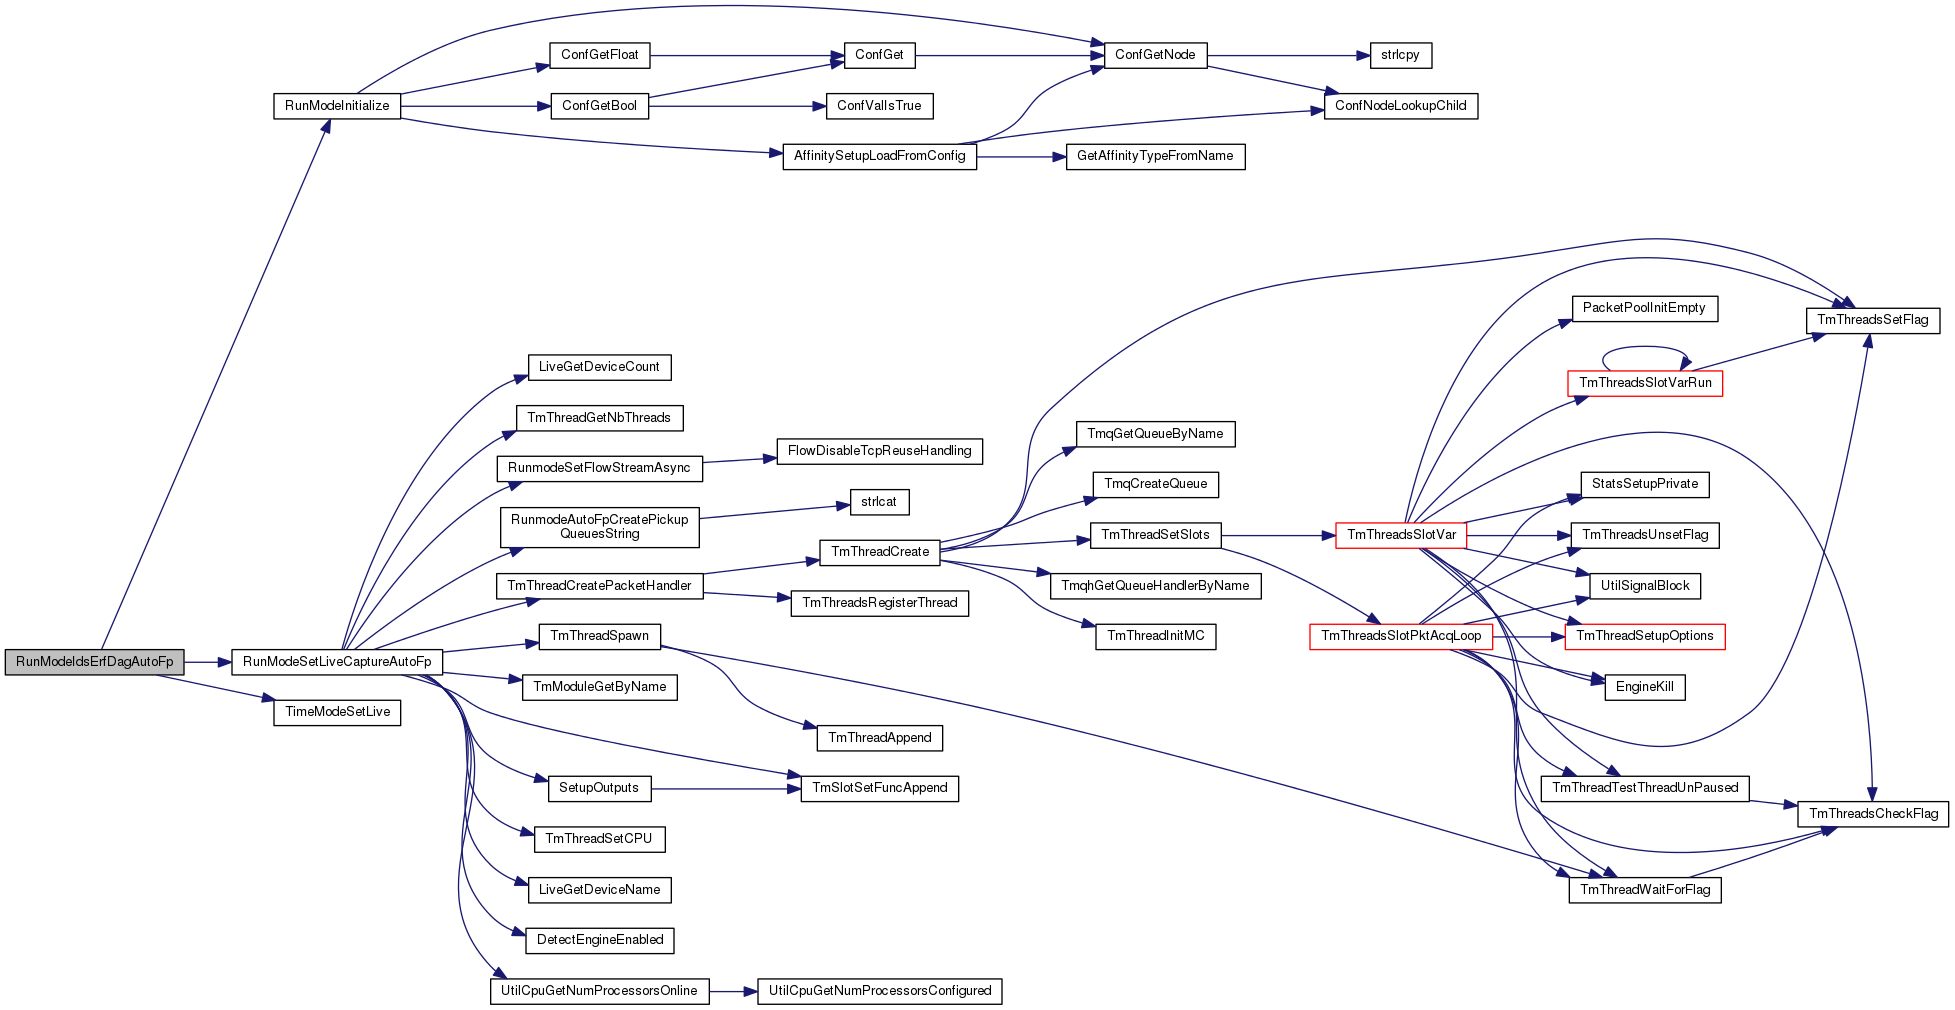 RunModeIdsErfDagAutoFp
RunModeInitialize
RunModeSetLiveCaptureAutoFp
TimeModeSetLive
ConfGetFloat
ConfGetBool
ConfGet
ConfValIsTrue
AffinitySetupLoadFromConfig
ConfGetNode
strlcpy
ConfNodeLookupChild
GetAffinityTypeFromName
LiveGetDeviceCount
TmThreadGetNbThreads
RunmodeSetFlowStreamAsync
FlowDisableTcpReuseHandling
RunmodeAutoFpCreatePickup
QueuesString
strlcat
TmThreadCreatePacketHandler
TmThreadCreate
TmThreadsRegisterThread
TmThreadSpawn
TmModuleGetByName
TmThreadAppend
SetupOutputs
TmSlotSetFuncAppend
TmThreadSetCPU
LiveGetDeviceName
DetectEngineEnabled
UtilCpuGetNumProcessorsOnline
UtilCpuGetNumProcessorsConfigured
TmqGetQueueByName
TmqCreateQueue
TmThreadSetSlots
TmqhGetQueueHandlerByName
TmThreadInitMC
TmThreadsSlotVar
TmThreadsSlotPktAcqLoop
PacketPoolInitEmpty
TmThreadsSlotVarRun
StatsSetupPrivate
TmThreadsUnsetFlag
UtilSignalBlock
TmThreadSetupOptions
EngineKill
TmThreadTestThreadUnPaused
TmThreadWaitForFlag
TmThreadsSetFlag
TmThreadsCheckFlag